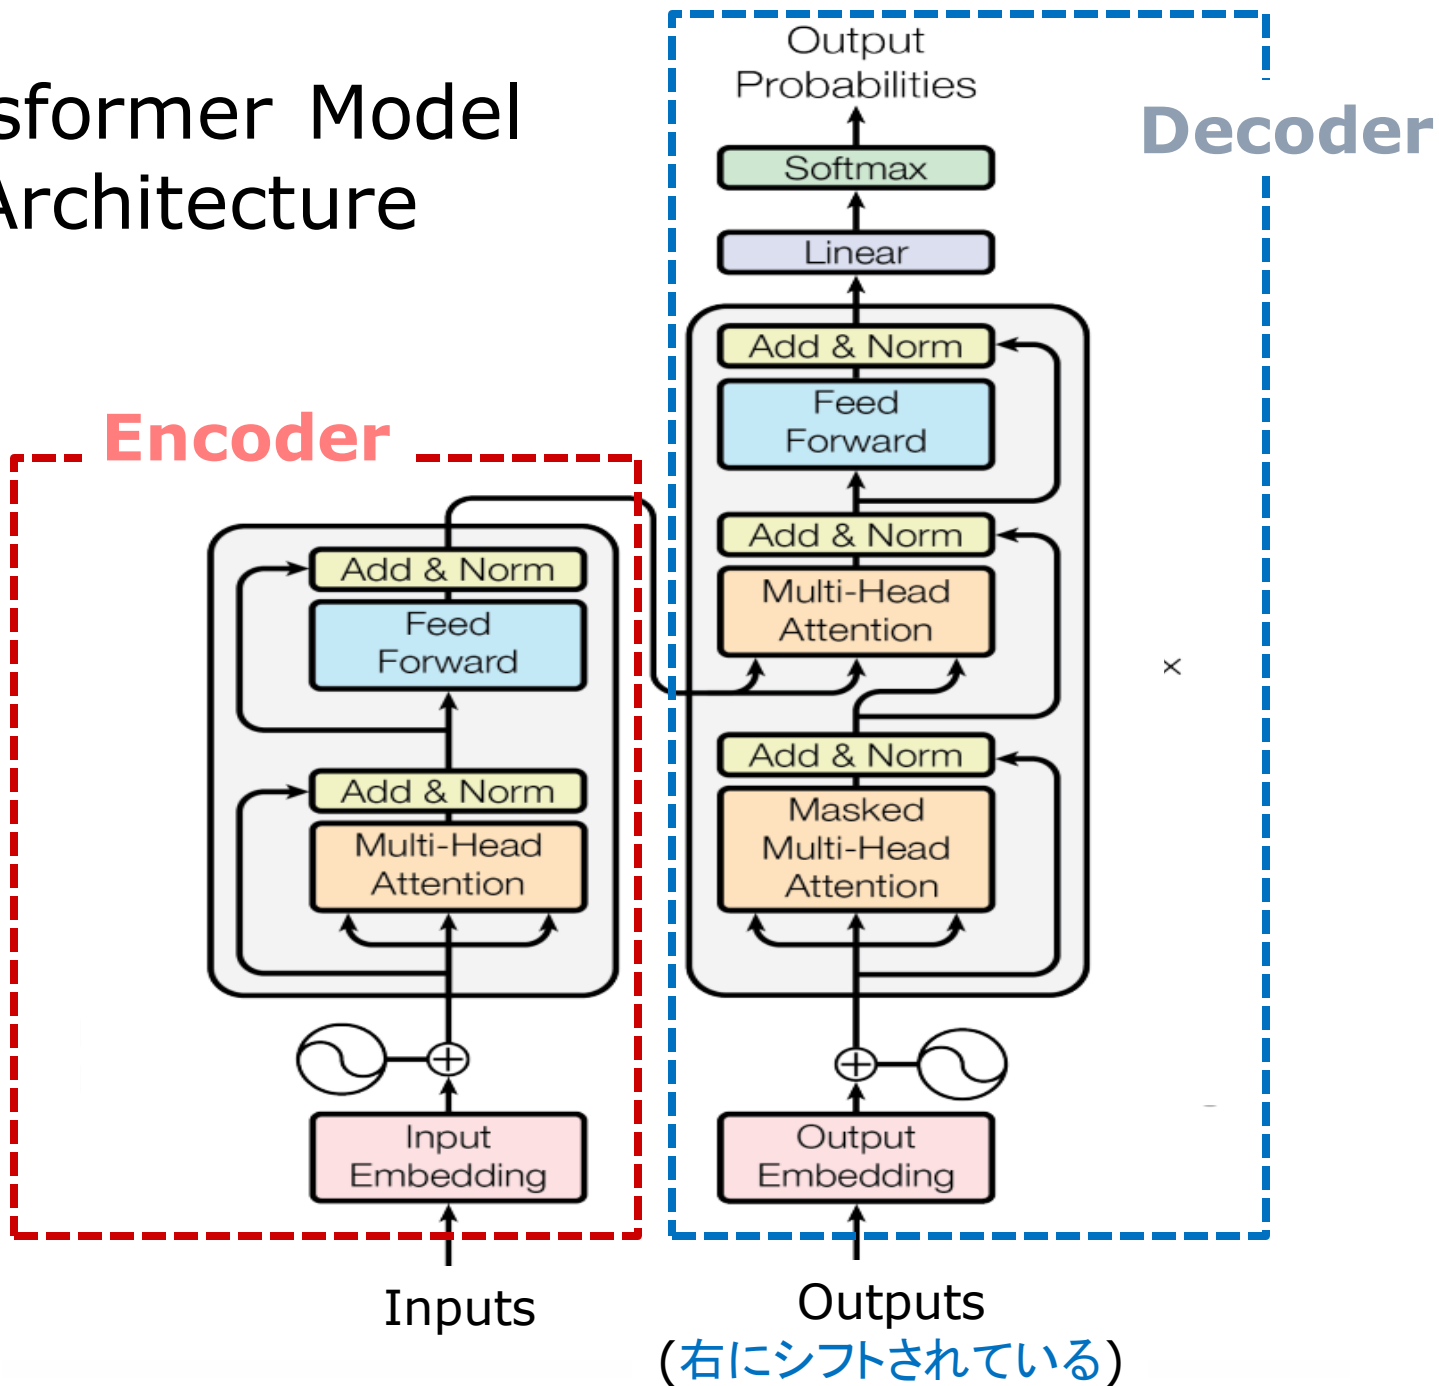 sformer Model
Architecture
Encoder
Add & Norm
Feed
Forward
Add & Norm
Multi-Head
Attention
Input
Embedding
Inputs
Decoder
Output
Probabilities
Softmax
Linear
Add & Norm
Feed
Forward
Add & Norm
Multi-Head
Attention
Add & Norm
Masked
Multi-Head
Attention
Output
Embedding
Outputs
(右にシフトされている)
x